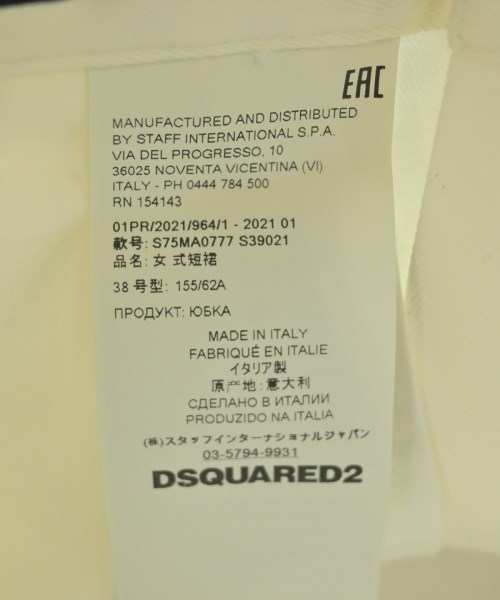 EAC
MANUFACTURED AND DISTRIBUTED
BY STAFF INTERNATIONAL S.P.A.
VIA DEL PROGRESSO, 10
36025 NOVENTA VICENTINA (VI)
ITALY - PH 0444 784 500
RN 154143
01PR/2021/964/1 - 2021 01
款号: S75MA0777 S39021
品名: 女 式短裙
38 号型: 155/62A
ПРОДУКТ: ЮБКА
MADE IN ITALY
FABRIQUÉ EN ITALIE
イタリア製
原产地: 意大利
СДЕЛАНО В ИТАЛИИ
PRODUZIDO NA ITALIA
(株)スタッフインターナショナルジャパン
03-5794-9931
DSQUARED2